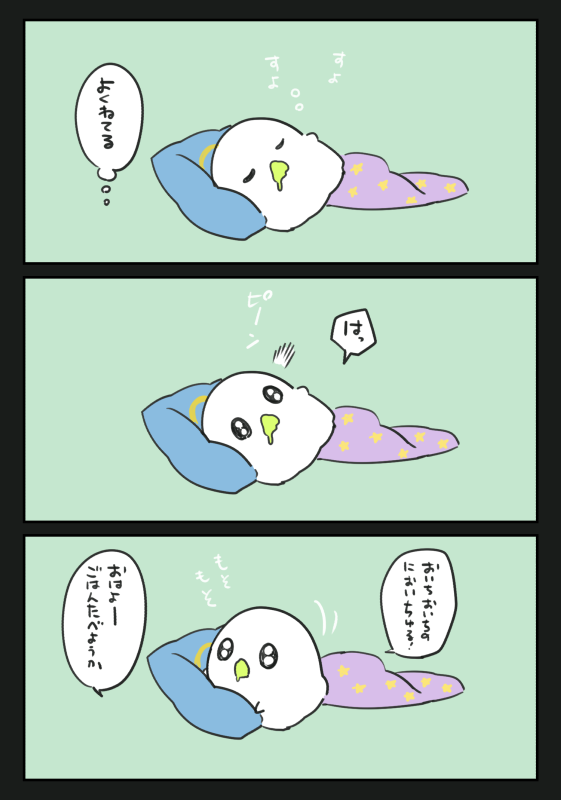 すよ
すよ
よくねてる
はっ
ピーン
おいちおいちの
においちゅる!
もそ
もそ
おはよー
ごはんたべようか